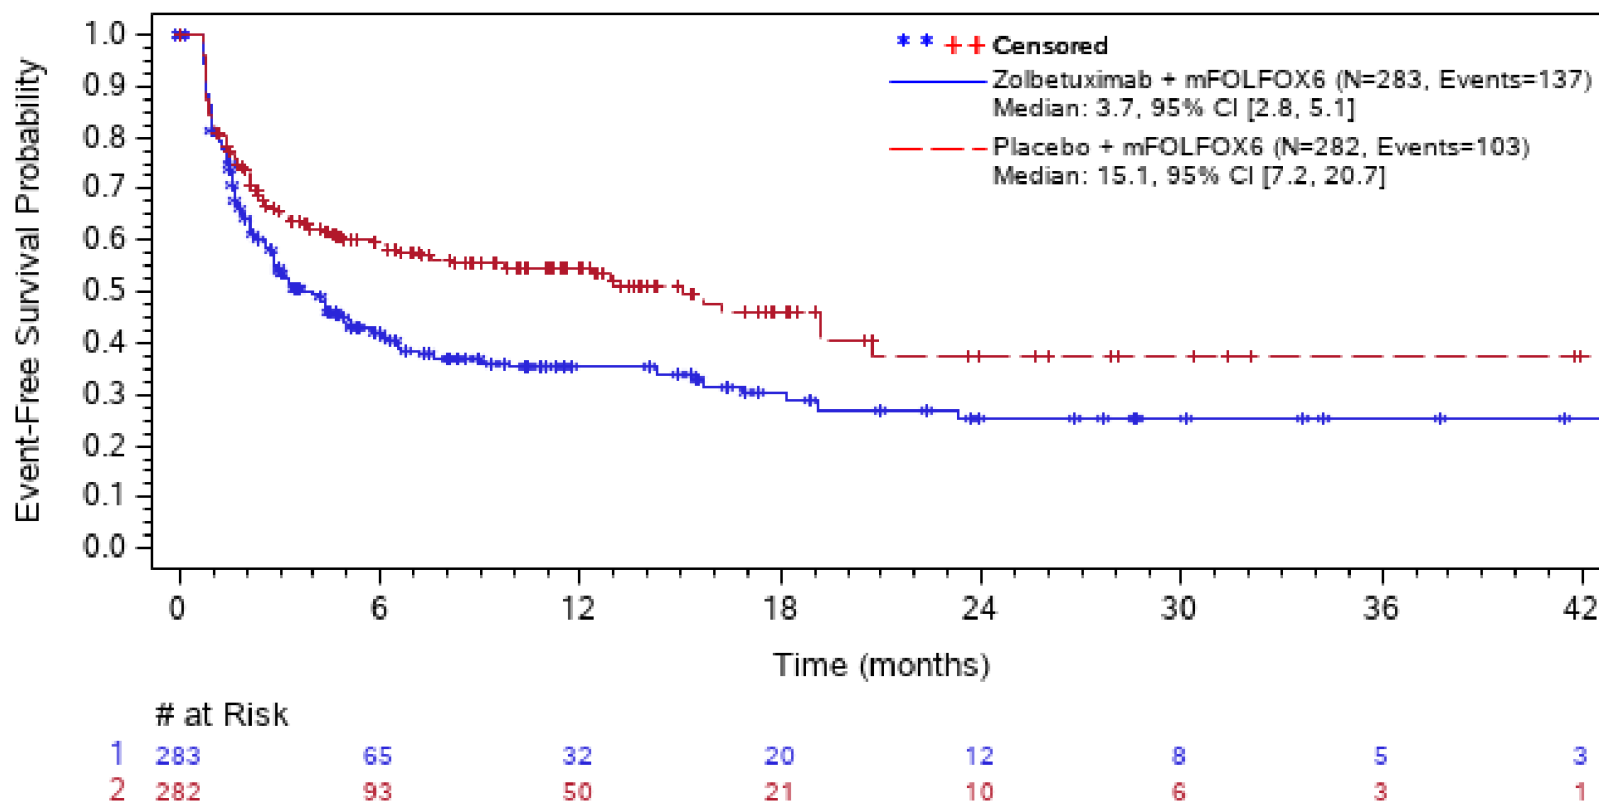 Censored
Zolbetuximab + mFOLFOX6 (N=283, Events=137)
Median: 3.7, 95% CI [2.8, 5.1]
Placebo + mFOLFOX6 (N=282, Events=103)
Median: 15.1, 95% CI [7.2, 20.7]
Event-Free Survival Probability
1.0
0.9
0.8
0.7
0.6
0.5
0.4
0.3
0.2
0.1
0.0
0 6 12 18 24 30 36 42
Time (months)
# at Risk
1 283 65 32 20 12 8 5 3
2 282 93 50 21 10 6 3 1